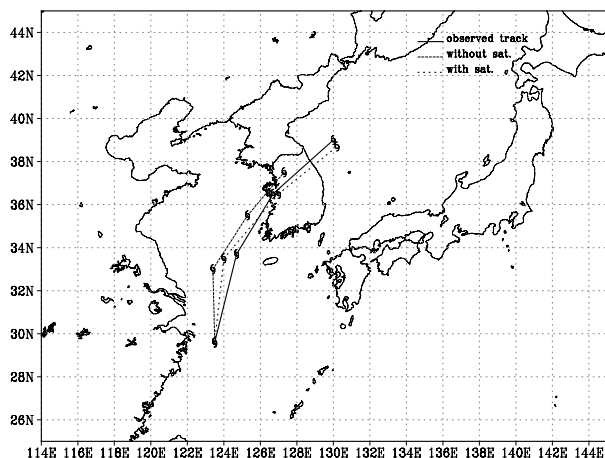 44N
observed track
without sat.
42N
with sat.
40N
38N
36N
34N
32N
30N
28N
26N
114E 116E 118E 120E 122E 124E 126E 128E 130E 132E 134E 136E 138E 140E 142E 144E